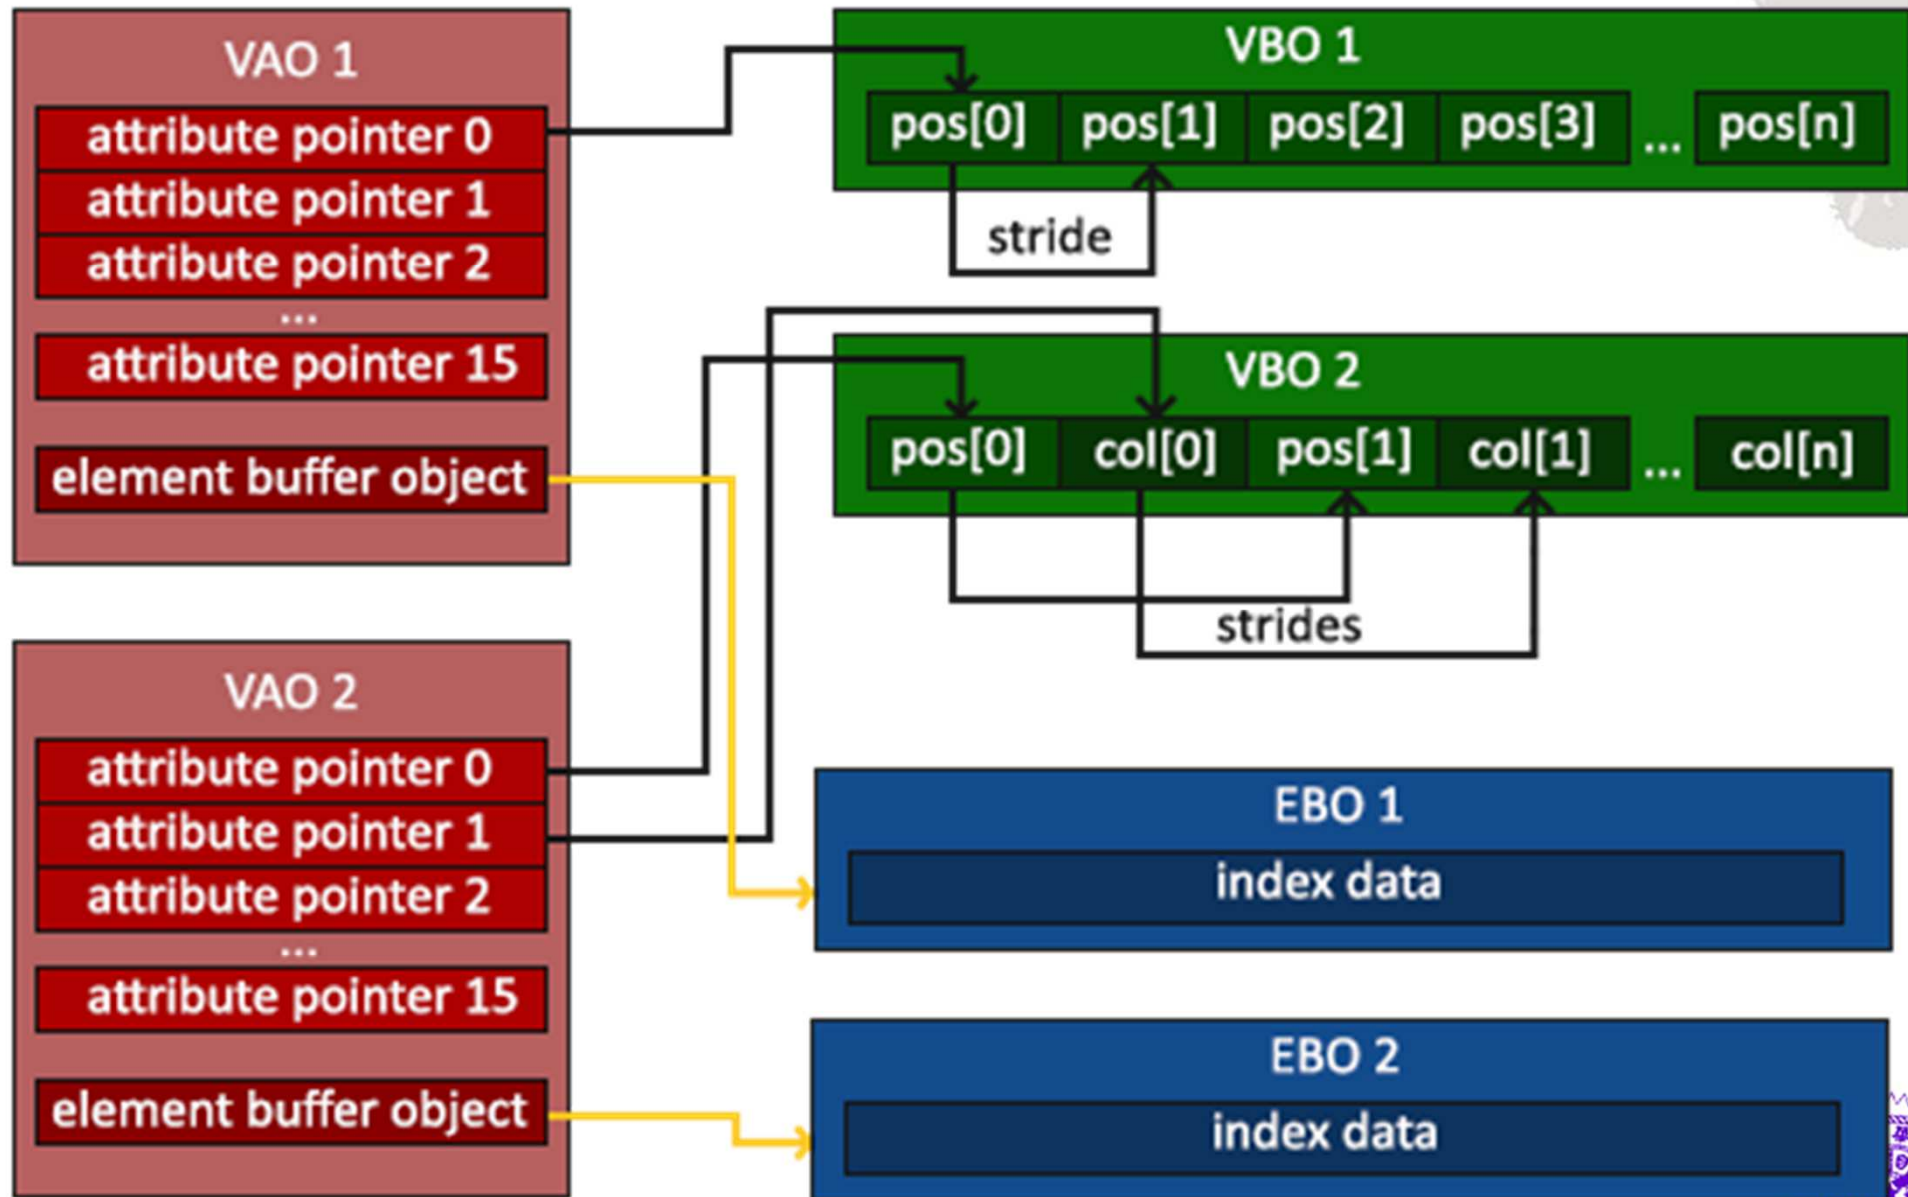 VAO 1
attribute pointer 0
attribute pointer 1
attribute pointer 2
...
attribute pointer 15
element buffer object
VBO 1
pos[0] pos[1] pos[2] pos[3] ... pos[n]
stride
VBO 2
pos[0] col[0] pos[1] col[1] ... col[n]
strides
VAO 2
attribute pointer 0
attribute pointer 1
attribute pointer 2
...
attribute pointer 15
element buffer object
EBO 1
index data
EBO 2
index data